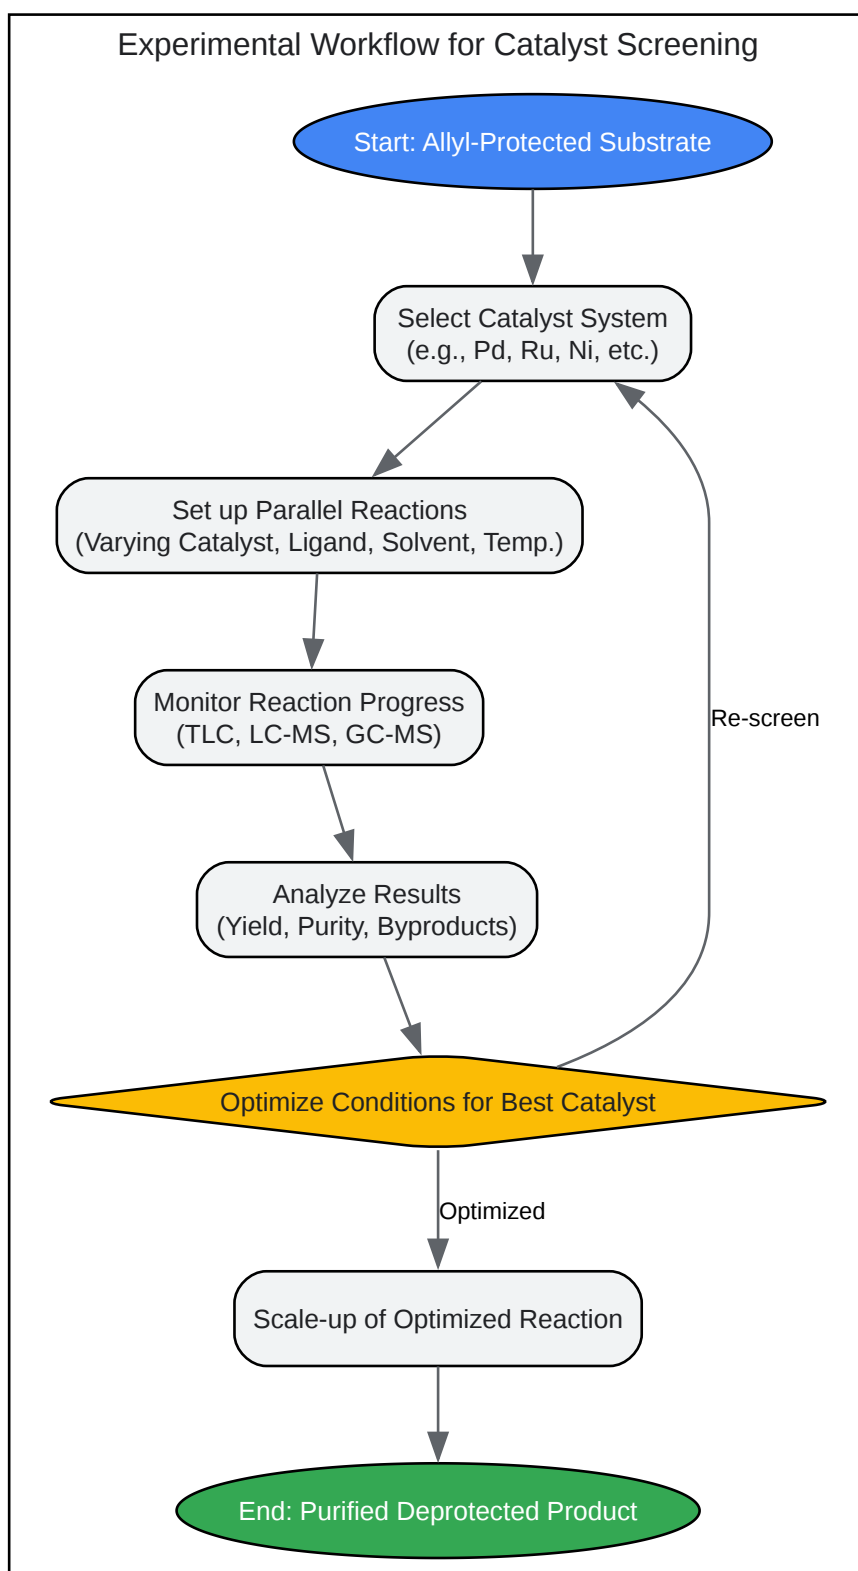 Experimental Workflow for Catalyst Screening
Start: Allyl-Protected Substrate
Select Catalyst System
(e.g., Pd, Ru, Ni, etc.)
Set up Parallel Reactions
(Varying Catalyst, Ligand, Solvent, Temp.)
Monitor Reaction Progress
(TLC, LC-MS, GC-MS)
Re-screen
Analyze Results
(Yield, Purity, Byproducts)
Optimize Conditions for Best Catalyst
Optimized
Scale-up of Optimized Reaction
End: Purified Deprotected Product